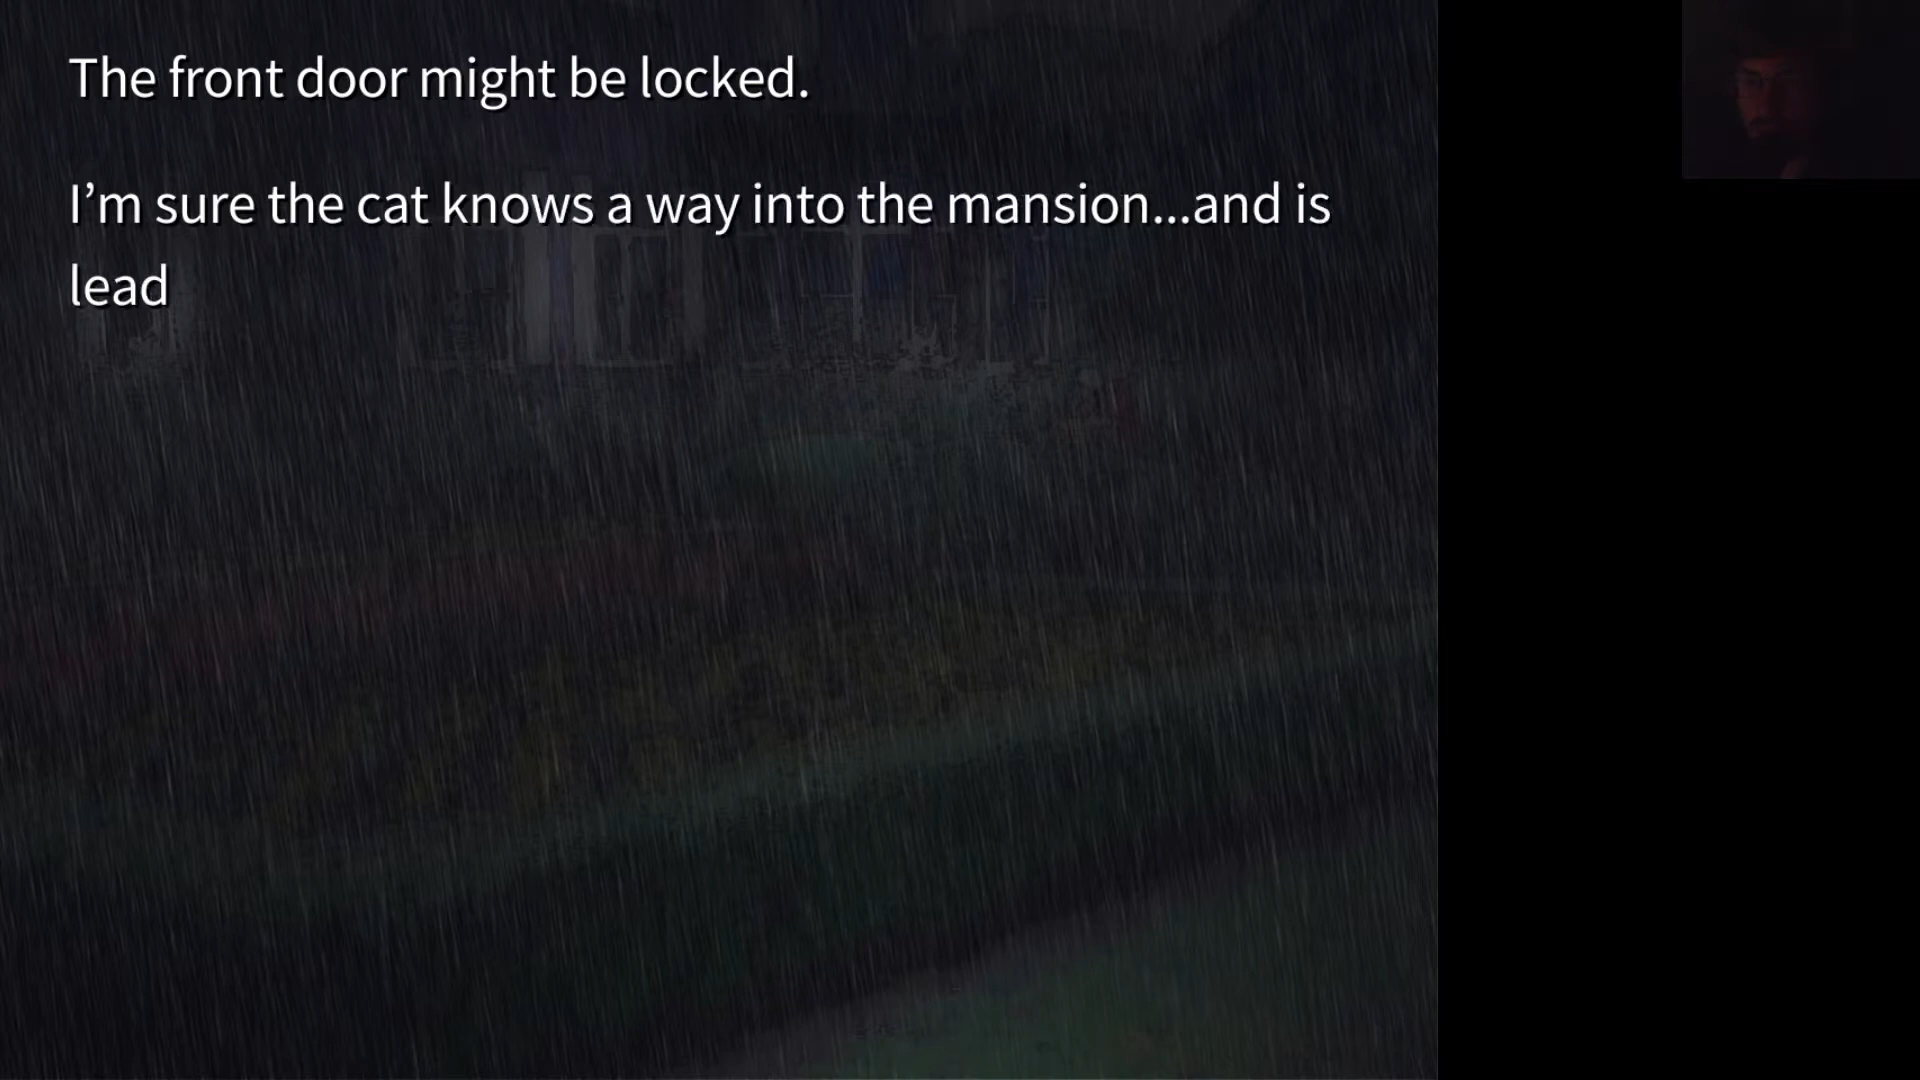 The front door might be locked.
I’m sure the cat knows a way into the mansion...and is
lead